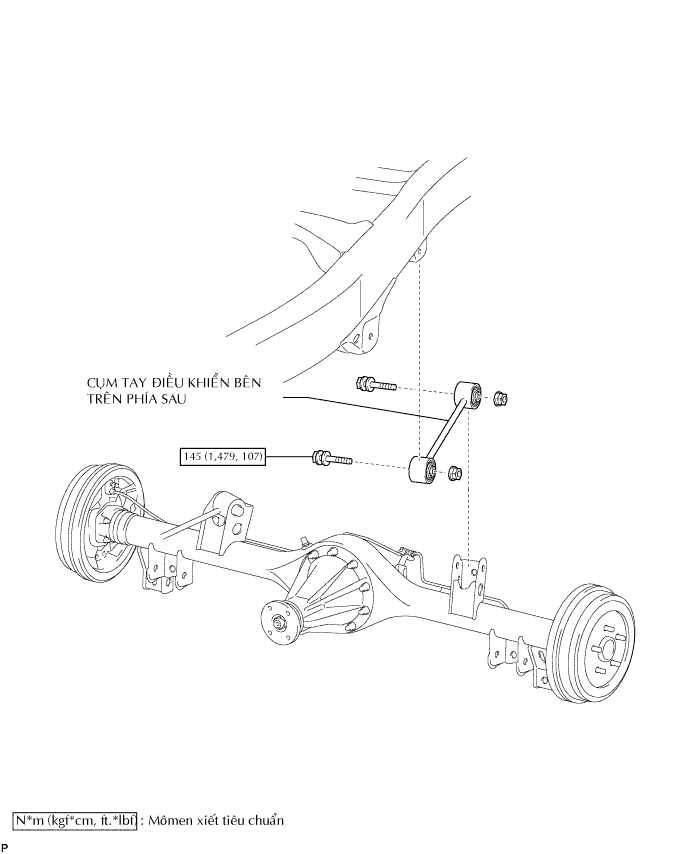 CỤM TAY ĐIỀU KHIỂN BÊN
TRÊN PHÍA SAU
145 (1,479, 107)
N*m (kgf*cm, ft.*lbf) : Mômen xiết tiêu chuẩn
P